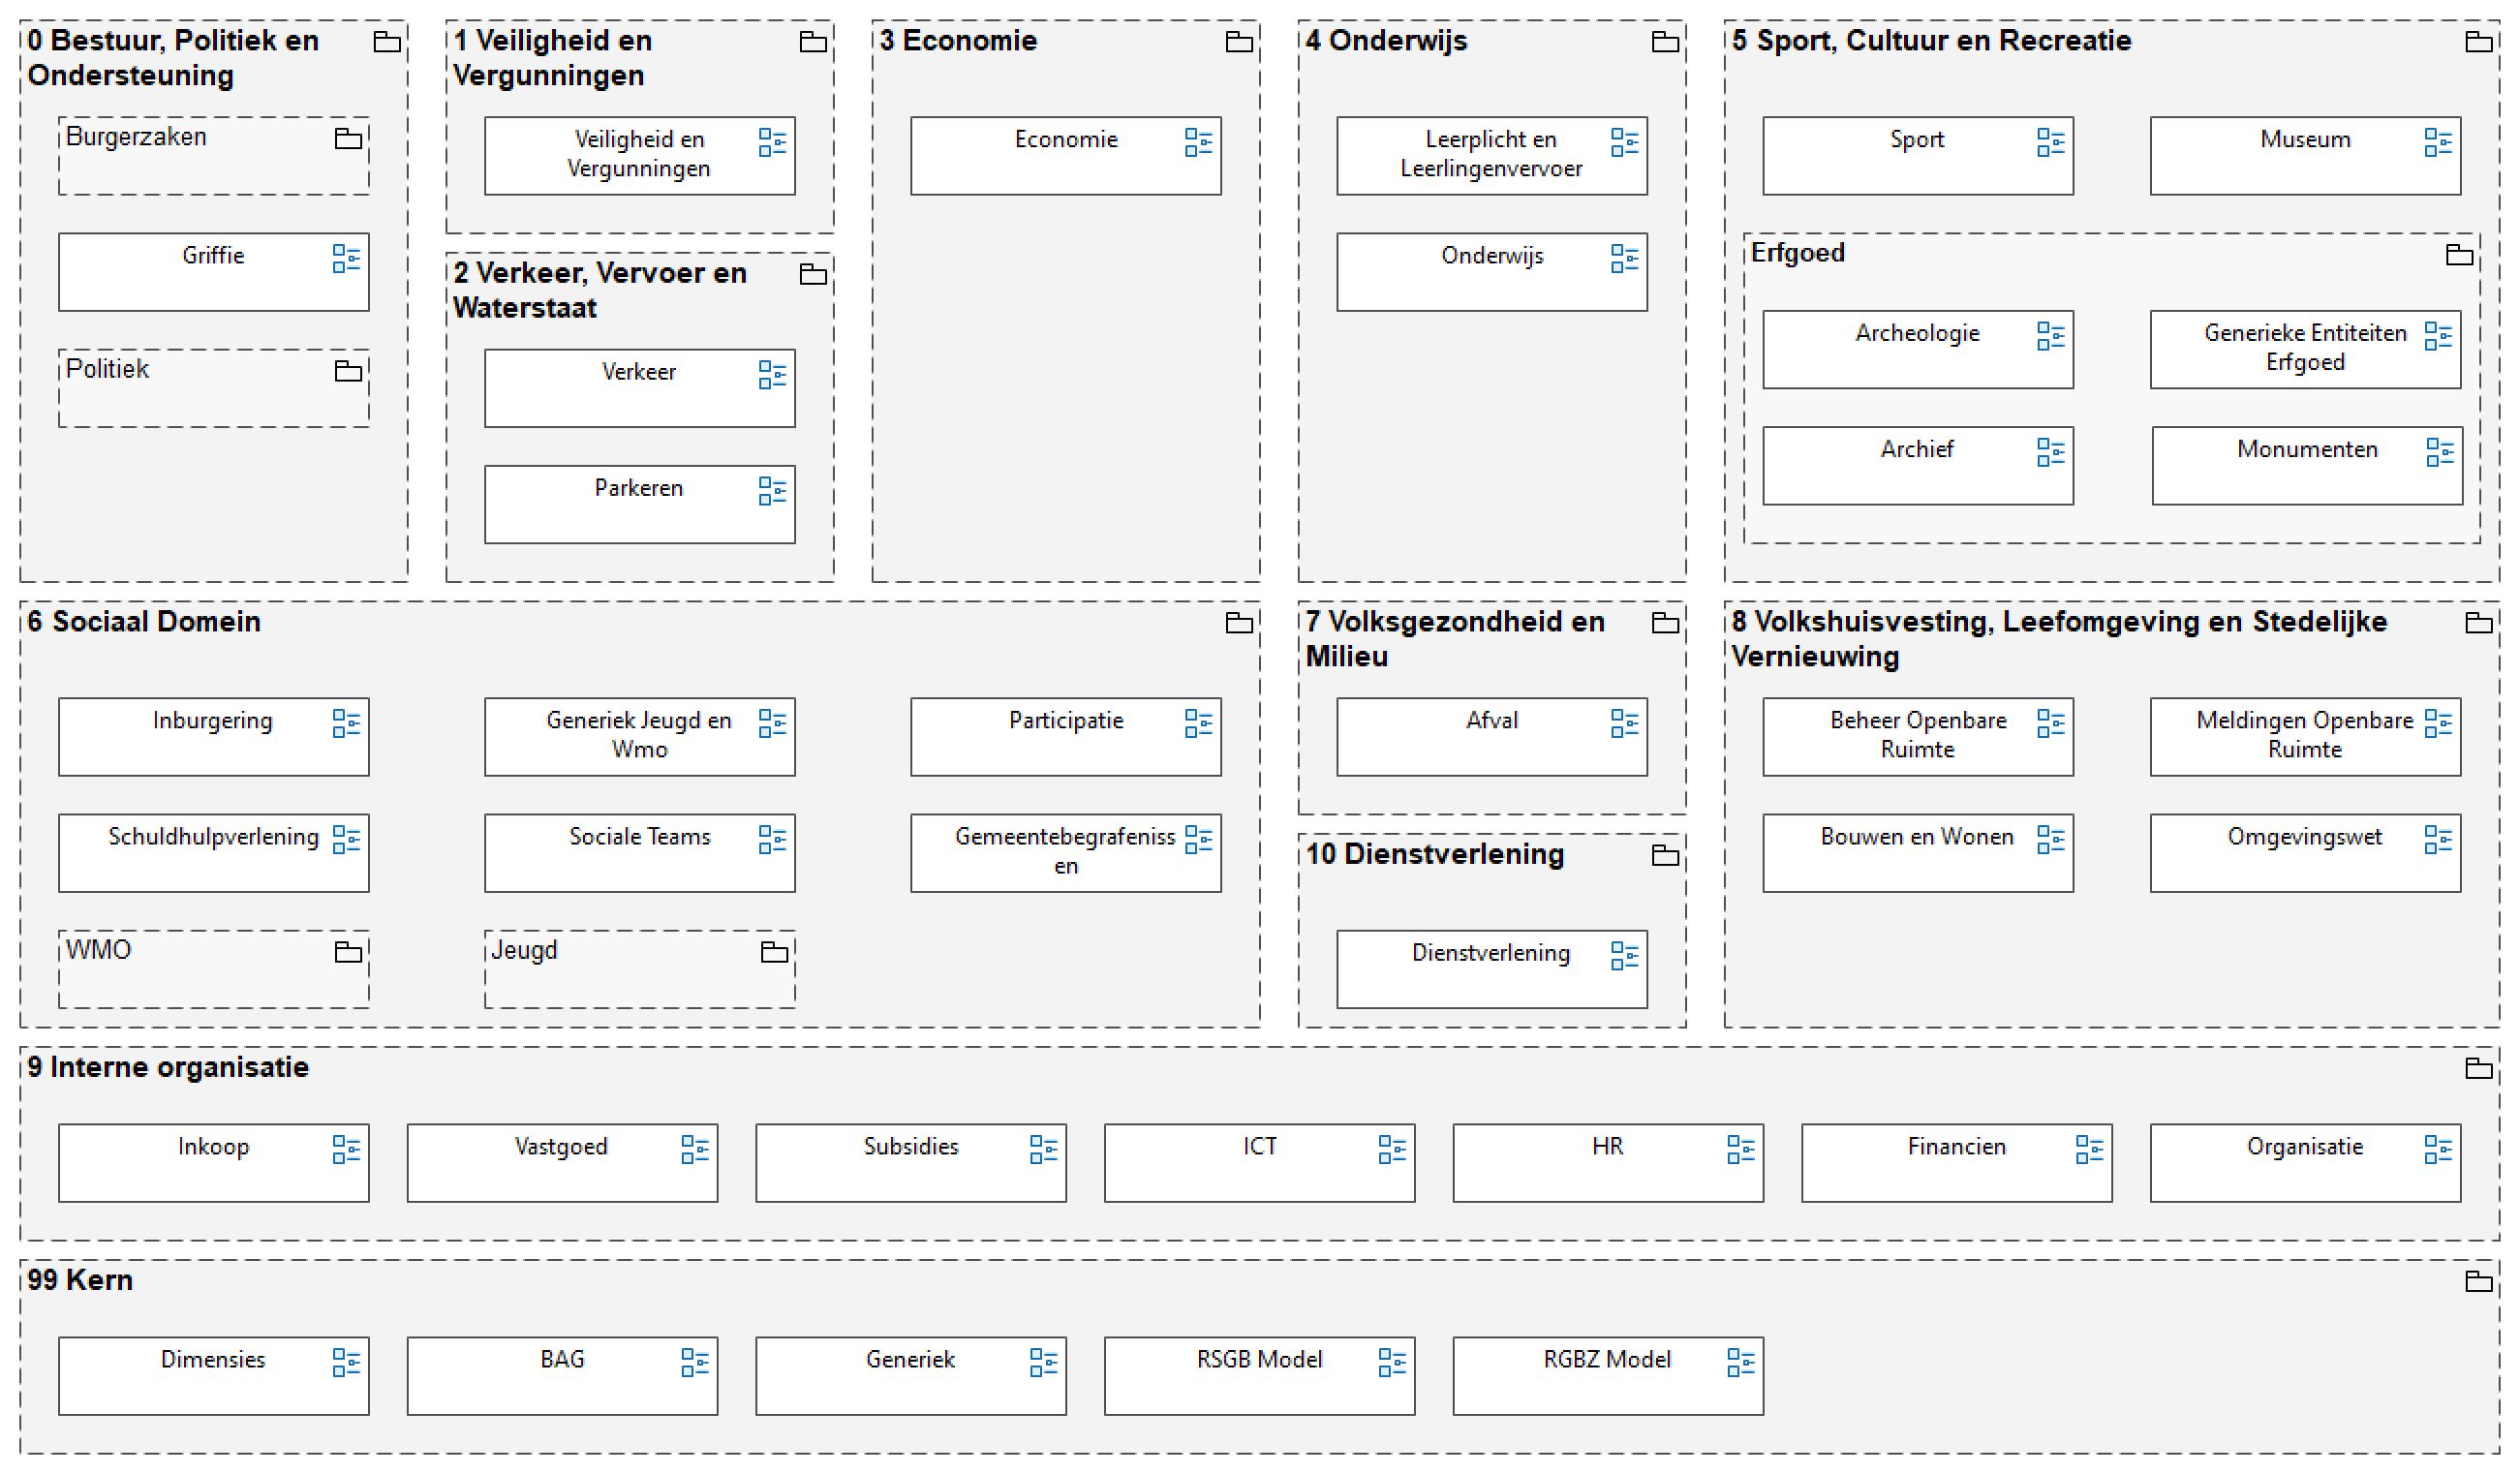 0 Bestuur, Politiek en
Ondersteuning
Burgerzaken
Griffie
Politiek
1 Veiligheid en
Vergunningen
Veiligheid en
Vergunningen
2 Verkeer, Vervoer en
Waterstaat
Verkeer
Parkeren
3 Economie
Economie
4 Onderwijs
Leerplicht en
Leerlingenvervoer
Onderwijs
5 Sport, Cultuur en Recreatie
Sport
Museum
Erfgoed
Archeologie
Generieke Entiteiten
Erfgoed
Archief
Monumenten
6 Sociaal Domein
Inburgering
Generiek Jeugd en
Wmo
Participatie
Schuldhulpverlening
Sociale Teams
Gemeentebegrafeniss
en
WMO
Jeugd
7 Volksgezondheid en
Milieu
Afval
10 Dienstverlening
Dienstverlening
8 Volkshuisvesting, Leefomgeving en Stedelijke
Vernieuwing
Beheer Openbare
Ruimte
Meldingen Openbare
Ruimte
Bouwen en Wonen
Omgevingswet
9 Interne organisatie
Inkoop
Vastgoed
Subsidies
ICT
HR
Financien
Organisatie
99 Kern
Dimensies
BAG
Generiek
RSGB Model
RGBZ Model